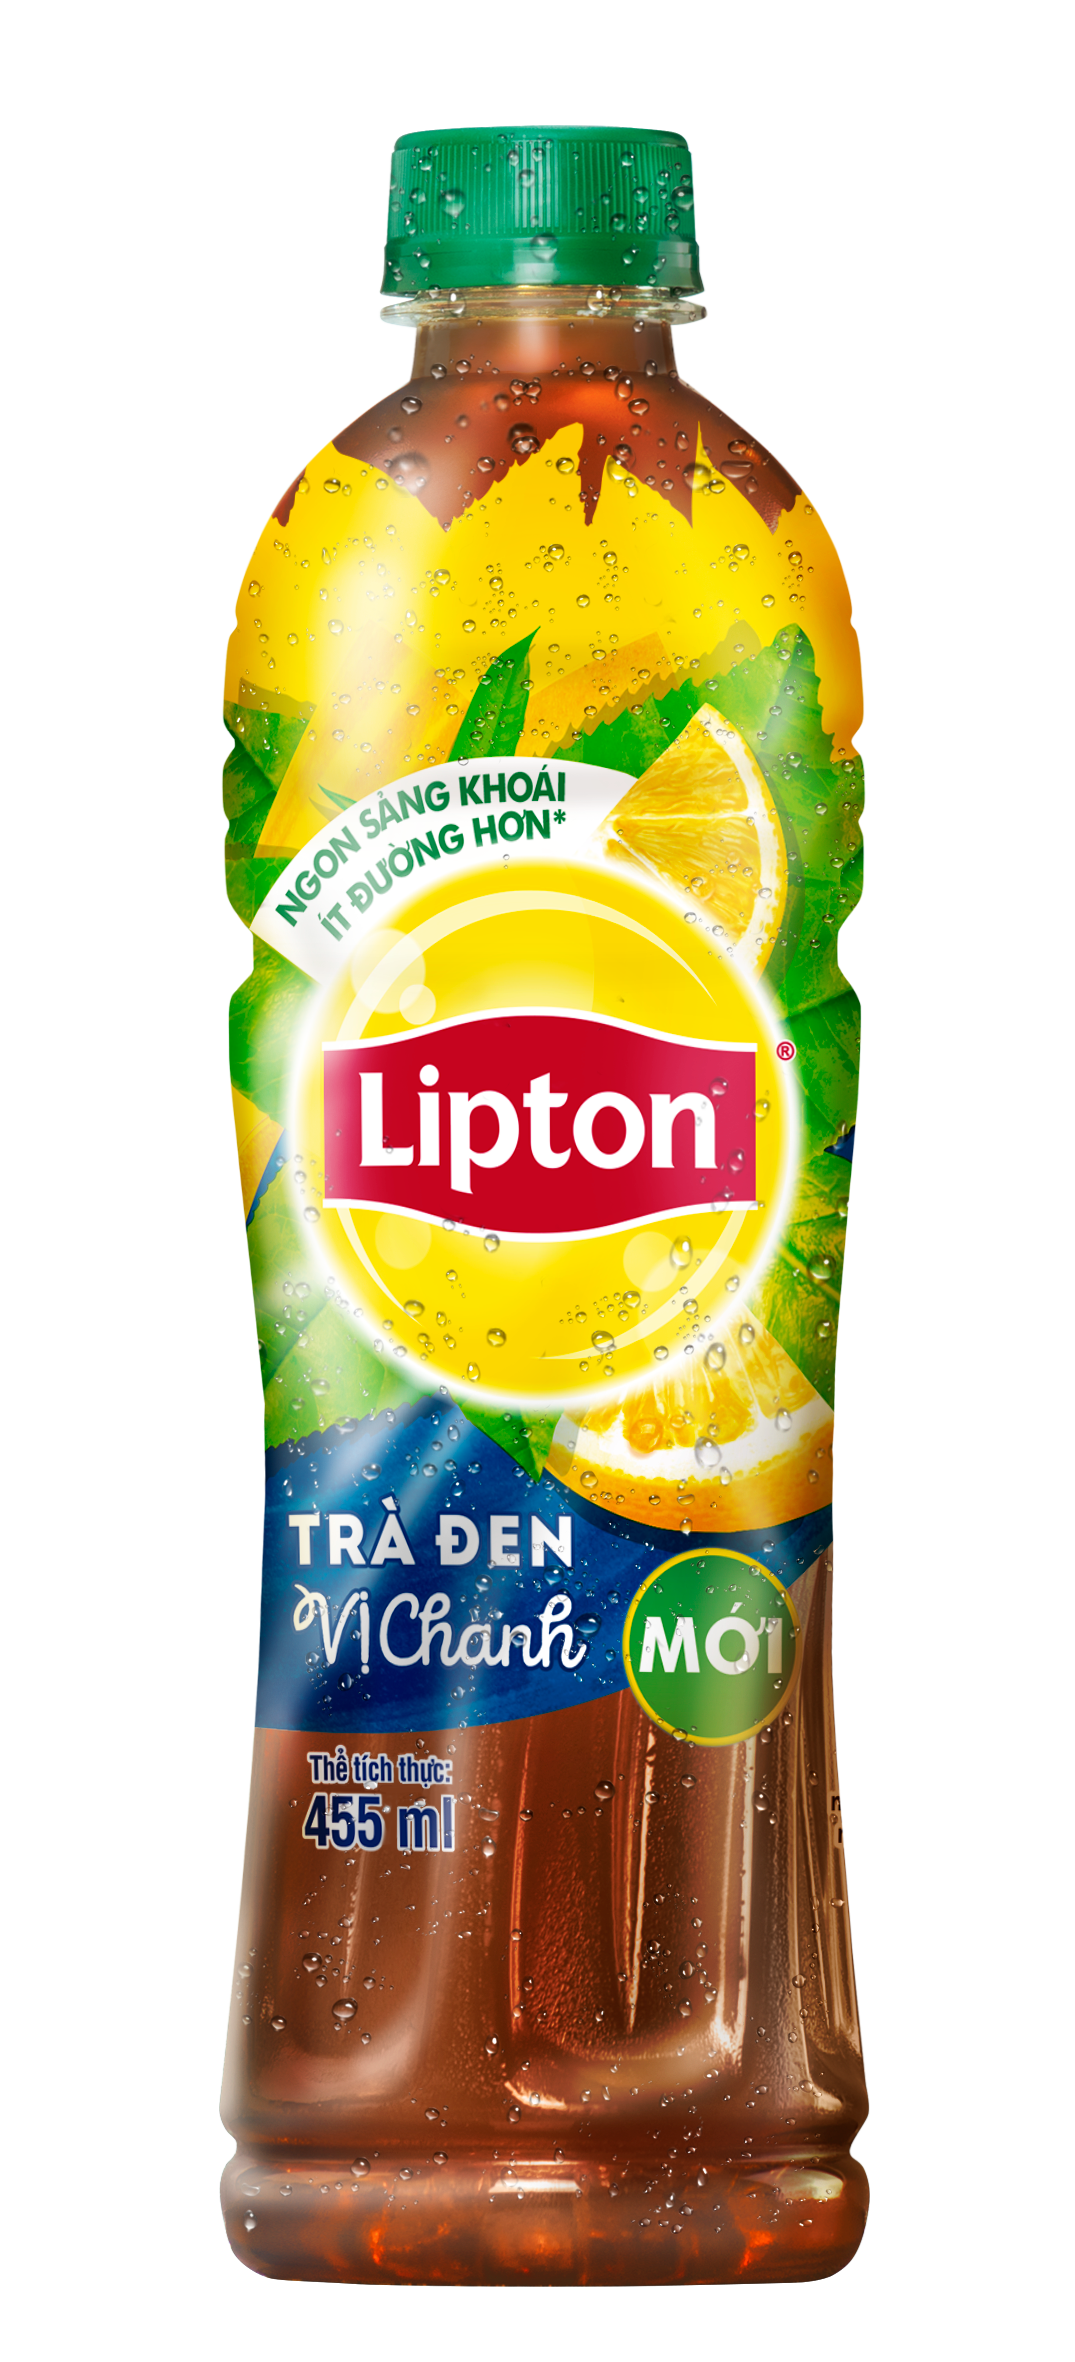 NGON SẢNG KHOÁI
ÍT ĐƯỜNG HƠN*
Lipton®
TRÀ ĐEN
Vị Chanh
MỚI
Thể tích thực:
455 ml